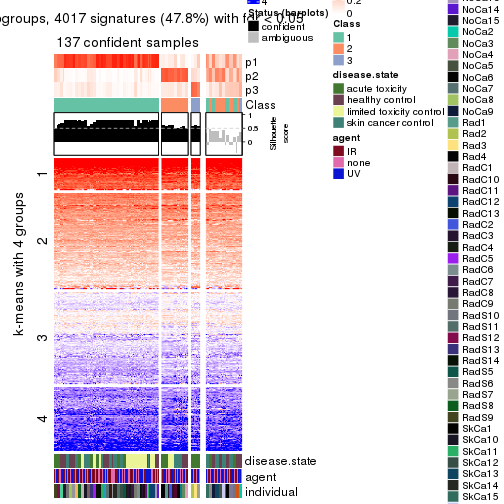 groups, 4017 signatures (47.8%) with fdr < 0.05
137 confident samples
p1
p2
p3
Class
1
0.5
0
Silhouette
score
k-means with 4 groups
1
2
3
4
disease.state
agent
individual
4
Status (barplots)
confident
ambiguous
0.2
0
Class
1
2
3
disease.state
acute toxicity
healthy control
limited toxicity control
skin cancer control
agent
IR
none
UV
NoCa14
NoCa15
NoCa2
NoCa3
NoCa4
NoCa5
NoCa6
NoCa7
NoCa8
NoCa9
Rad1
Rad2
Rad3
Rad4
RadC1
RadC10
RadC11
RadC12
RadC13
RadC2
RadC3
RadC4
RadC5
RadC6
RadC7
RadC8
RadC9
RadS10
RadS11
RadS12
RadS13
RadS14
RadS5
RadS6
RadS7
RadS8
RadS9
SkCa1
SkCa10
SkCa11
SkCa12
SkCa13
SkCa14
SkCa15